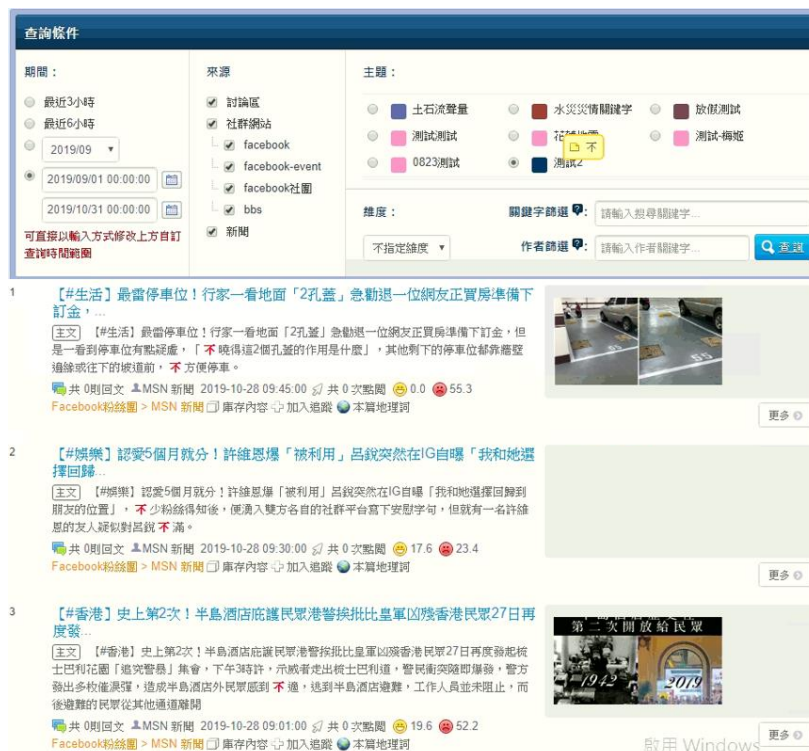 查詢條件
期間：
最近3小時
最近6小時
2019/09
2019/09/01 00:00:00
2019/10/31 00:00:00
可直接以輸入方式修改上方自訂
查詢時間範圍
來源
討論區
社群網站
facebook
facebook-event
facebook社團
bbs
新聞
主題：
土石流聲量
水災災情關鍵字
放假測試
測試測試
測試-梅姬
不
0823測試
測試2
維度：
關鍵字篩選 ?:
請輸入搜尋關鍵字...
不指定維度
作者篩選 ?:
請輸入作者關鍵字...
查詢
1
【#生活】最雷停車位！行家一看地面「2孔蓋」急勸退一位網友正買房準備下
訂金，...
主文 【#生活】最雷停車位！行家一看地面「2孔蓋」急勸退一位網友正買房準備下訂金，但
是一看到停車位有點疑慮，「不 曉得這2個孔蓋的作用是什麼」，其他剩下的停車位都靠牆壁
邊緣或往下的坡道前，不 方便停車。
共 0則回文 MSN 新聞 2019-10-28 09:45:00 共 0 次點閱 0.0 55.3
Facebook粉絲團 > MSN 新聞 庫存內容 加入追蹤 本篇地理詞
更多
2
【#娛樂】認愛5個月就分！許維恩爆「被利用」呂銳突然在IG自曝「我和她選
擇回歸...
主文 【#娛樂】認愛5個月就分！許維恩爆「被利用」呂銳突然在IG自曝「我和她選擇回歸到
朋友的位置」，不 少粉絲得知後，便湧入雙方各自的社群平台寫下安慰字句，但就有一名許維
恩的友人疑似對呂銳 不 滿。
共 0則回文 MSN 新聞 2019-10-28 09:30:00 共 0 次點閱 17.6 23.4
Facebook粉絲團 > MSN 新聞 庫存內容 加入追蹤 本篇地理詞
更多
3
【#香港】史上第2次！半島酒店庇護民眾港警挨批比皇軍凶殘香港民眾27日再
度發...
主文 【#香港】史上第2次！半島酒店庇護民眾港警挨批比皇軍凶殘香港民眾27日再度發起梳
士巴利花園「追究警暴」集會，下午3時許，示威者走出梳士巴利道，警民衝突隨即爆發，警方
發出多枚催淚彈，造成半島酒店外民眾感到 不 適，逃到半島酒店避難，工作人員並未阻止，而
後避難的民眾從其他通道離開
共 0則回文 MSN 新聞 2019-10-28 09:01:00 共 0 次點閱 19.6 52.2
Facebook粉絲團 > MSN 新聞 庫存內容 加入追蹤 本篇地理詞
第二次開放給民眾
1942
2019
更多
啟用 Windows